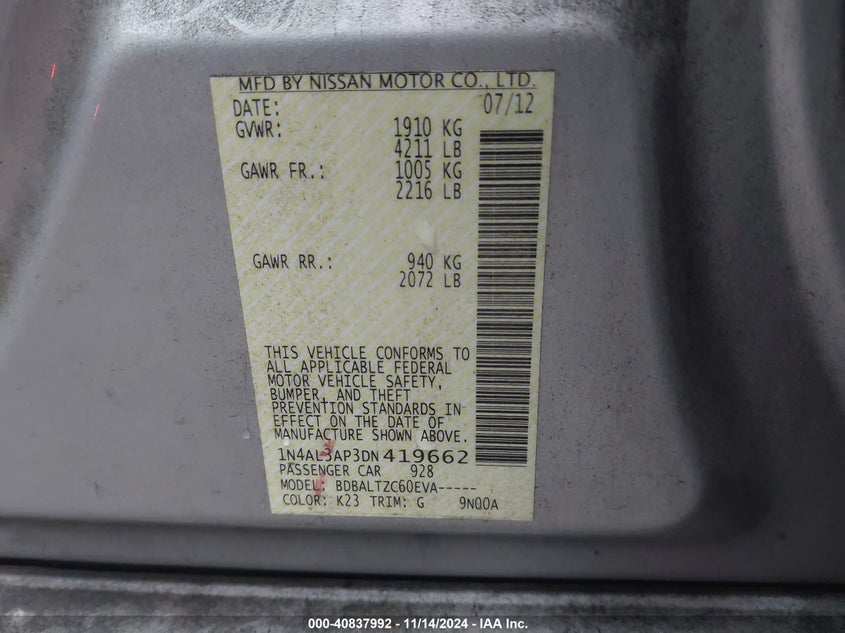 MFD BY NISSAN MOTOR CO., LTD.
DATE: 07/12
GVWR: 1910 KG
4211 LB
GAWR FR.: 1005 KG
2216 LB
GAWR RR.: 940 KG
2072 LB
THIS VEHICLE CONFORMS TO
ALL APPLICABLE FEDERAL
MOTOR VEHICLE SAFETY,
BUMPER, AND THEFT
PREVENTION STANDARDS IN
EFFECT ON THE DATE OF
MANUFACTURE SHOWN ABOVE.
1N4AL3AP3DN419662
PASSENGER CAR 928
MODEL: BDBALTZC60EVA-----
COLOR: K23 TRIM: G 9N00A
000-40837992 - 11/14/2024 - IAA Inc.